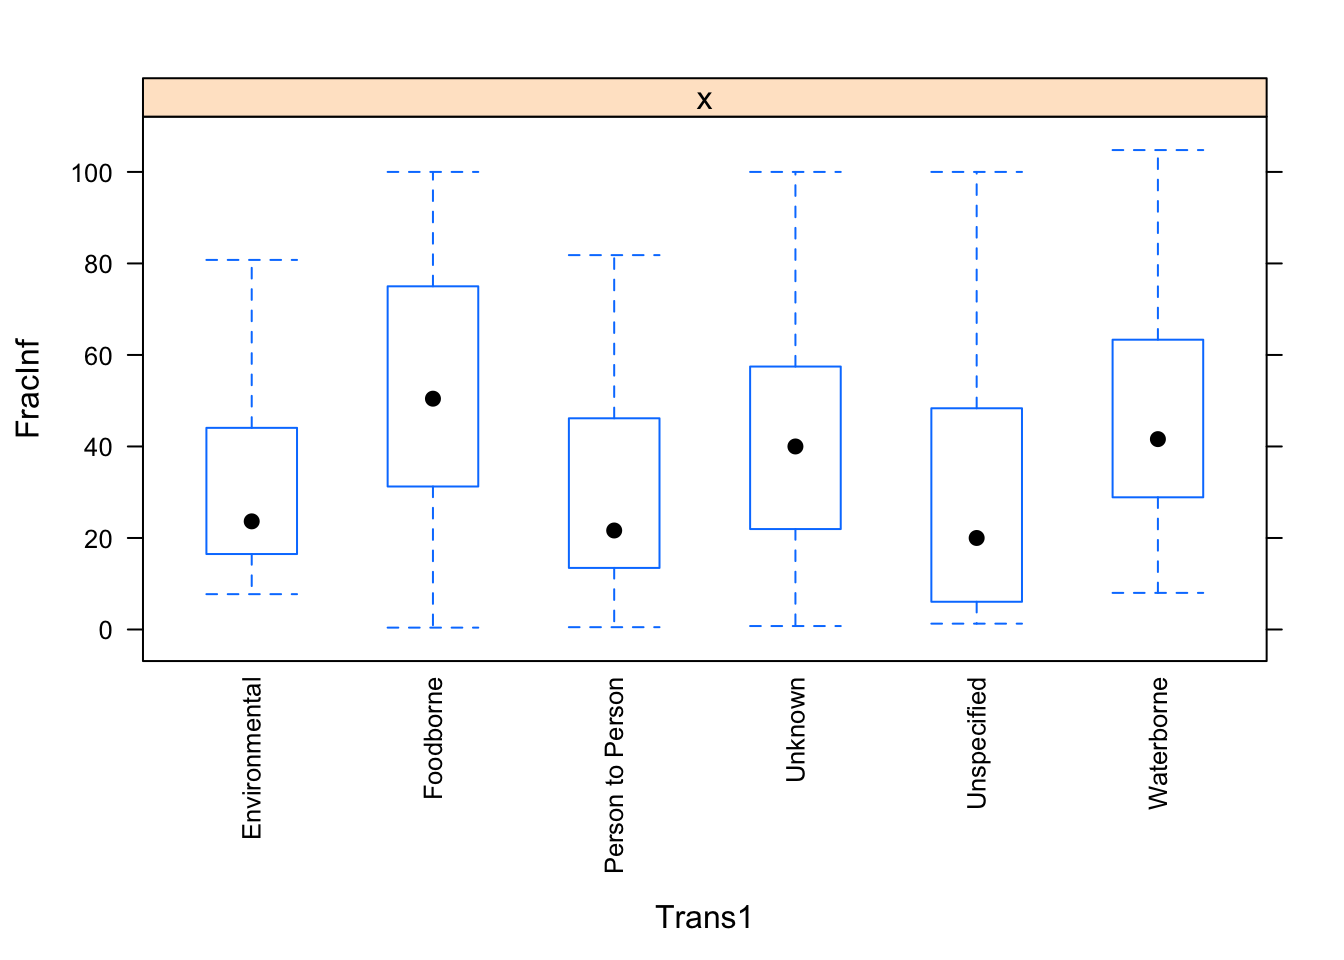 x
100
80
60
40
20
0
FracInf
Environmental
Foodborne
Person to Person
Unknown
Unspecified
Waterborne
Trans1